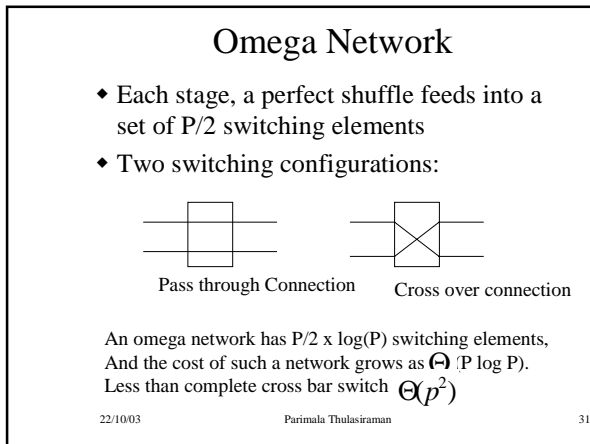 Omega Network
◆ Each stage, a perfect shuffle feeds into a
set of P/2 switching elements
◆ Two switching configurations:
Pass through Connection
Cross over connection
An omega network has P/2 x log(P) switching elements,
And the cost of such a network grows as Θ (P log P).
Less than complete cross bar switch Θ(p²)
22/10/03 Parimala Thulasiraman 31